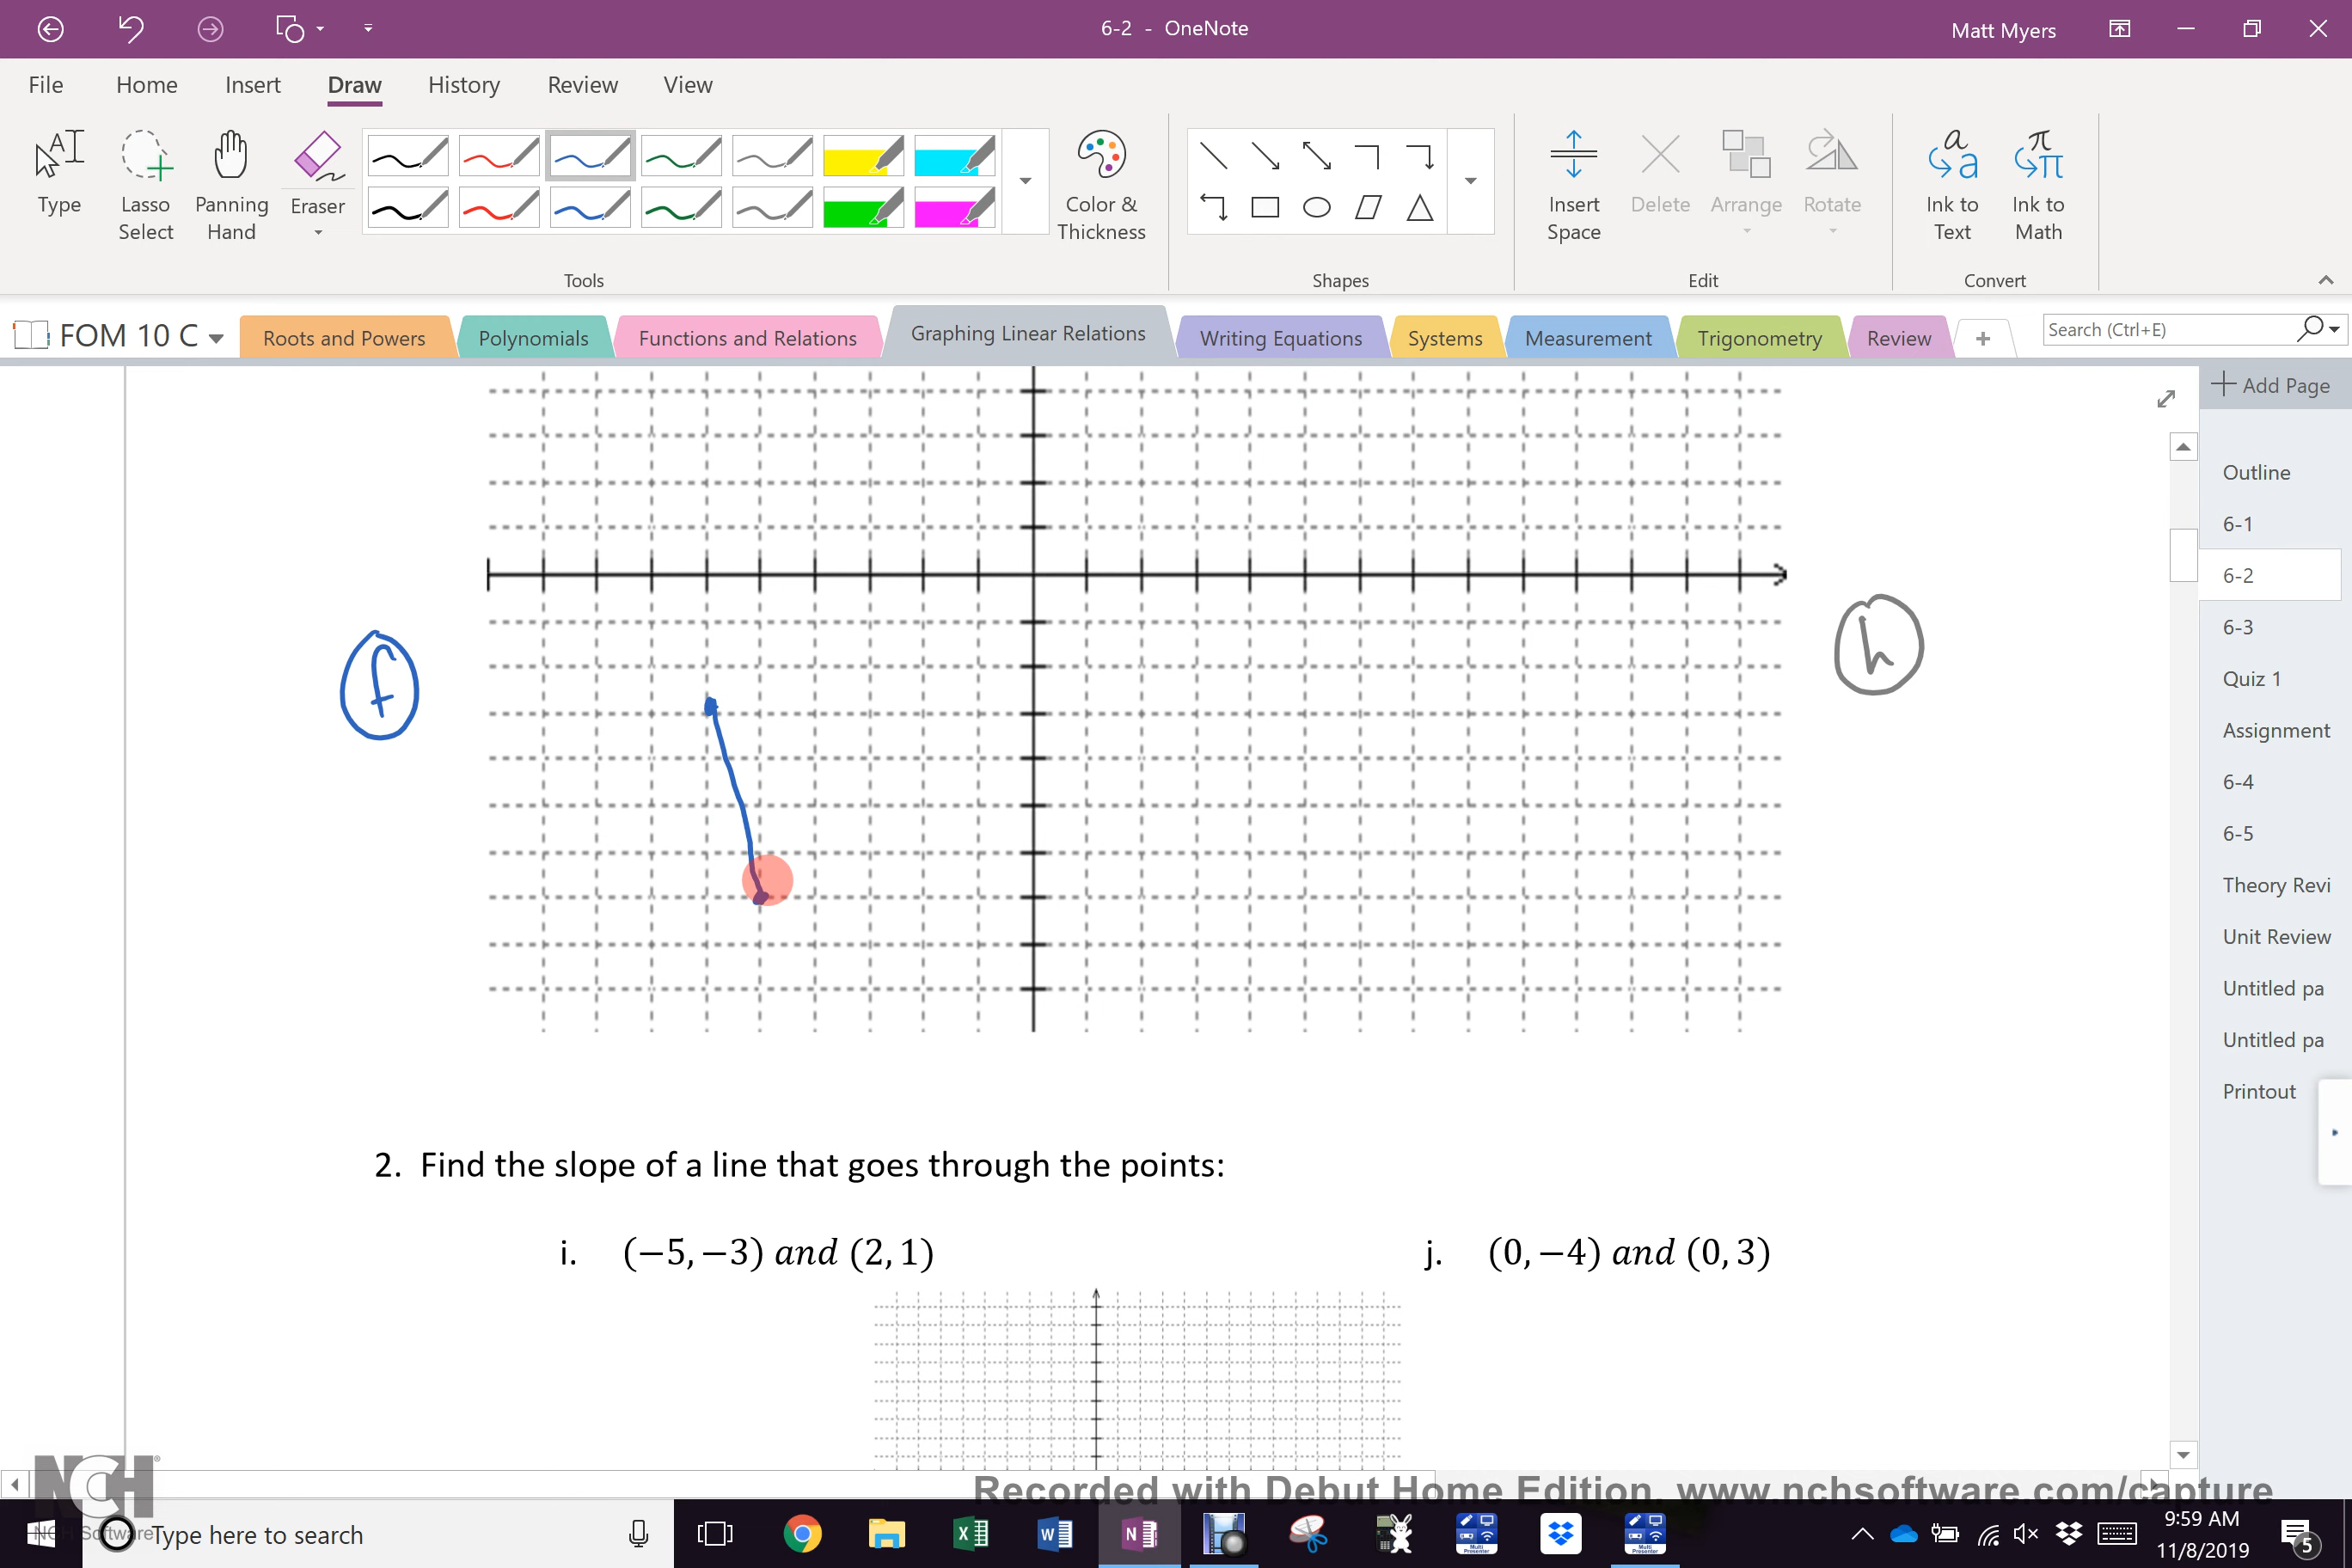 6-2 - OneNote
Matt Myers
File Home Insert Draw History Review View
Type
Lasso Select
Panning Hand
Eraser
Color & Thickness
Insert Space
Delete
Arrange
Rotate
Ink to Text
Ink to Math
Tools
Shapes
Edit
Convert
FOM 10 C
Roots and Powers
Polynomials
Functions and Relations
Graphing Linear Relations
Writing Equations
Systems
Measurement
Trigonometry
Review
Search (Ctrl+E)
Add Page
Outline
6-1
6-2
6-3
Quiz 1
Assignment
6-4
6-5
Theory Revi
Unit Review
Untitled pa
Untitled pa
Printout
f
h
2. Find the slope of a line that goes through the points:
i. (−5, −3) and (2, 1)
j. (0, −4) and (0, 3)
NCH
NCH Software
Recorded with Debut Home Edition. www.nchsoftware.com/capture
Type here to search
9:59 AM
11/8/2019
5